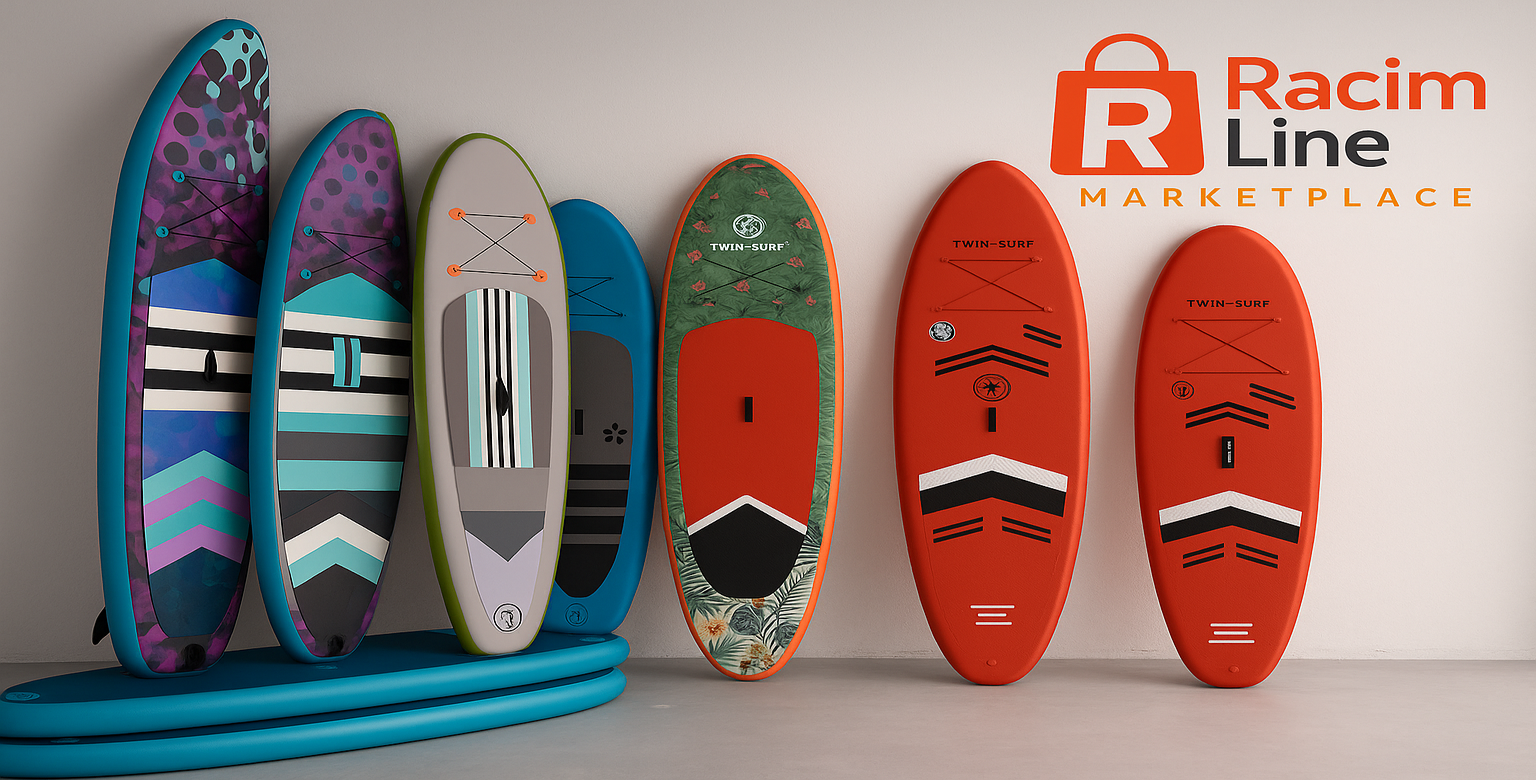 Racim
Line
MARKETPLACE
R
TWIN-SURF
TWIN-SURF
TWIN-SURF